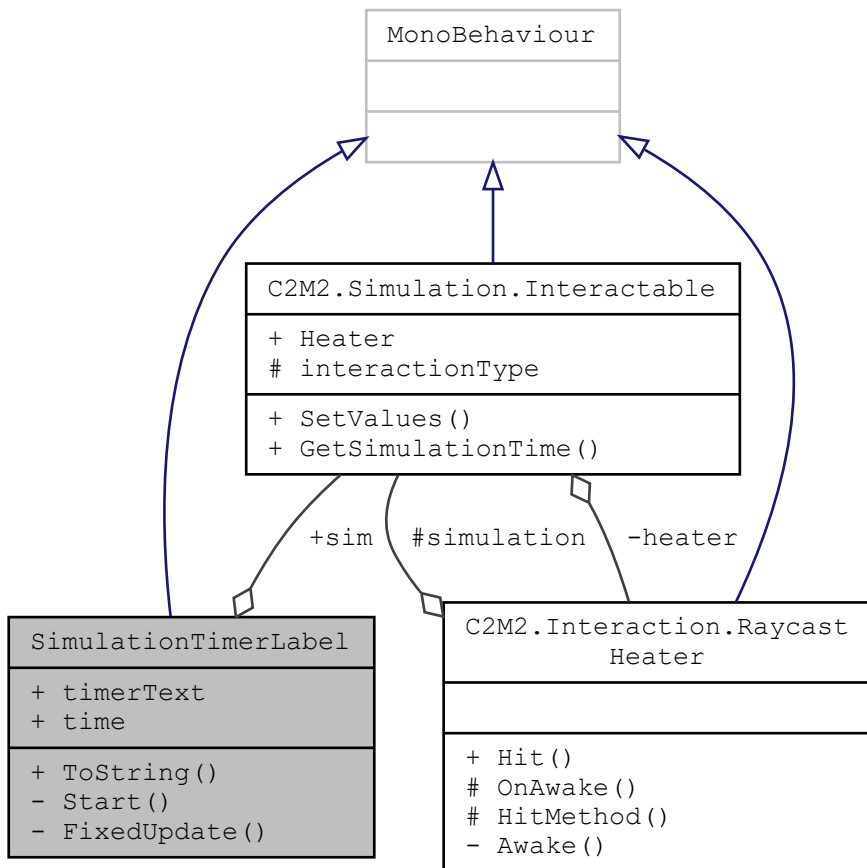 MonoBehaviour
C2M2.Simulation.Interactable
+ Heater
# interactionType
+ SetValues()
+ GetSimulationTime()
+sim
#simulation
-heater
SimulationTimerLabel
+ timerText
+ time
+ ToString()
- Start()
- FixedUpdate()
C2M2.Interaction.Raycast
Heater
+ Hit()
# OnAwake()
# HitMethod()
- Awake()